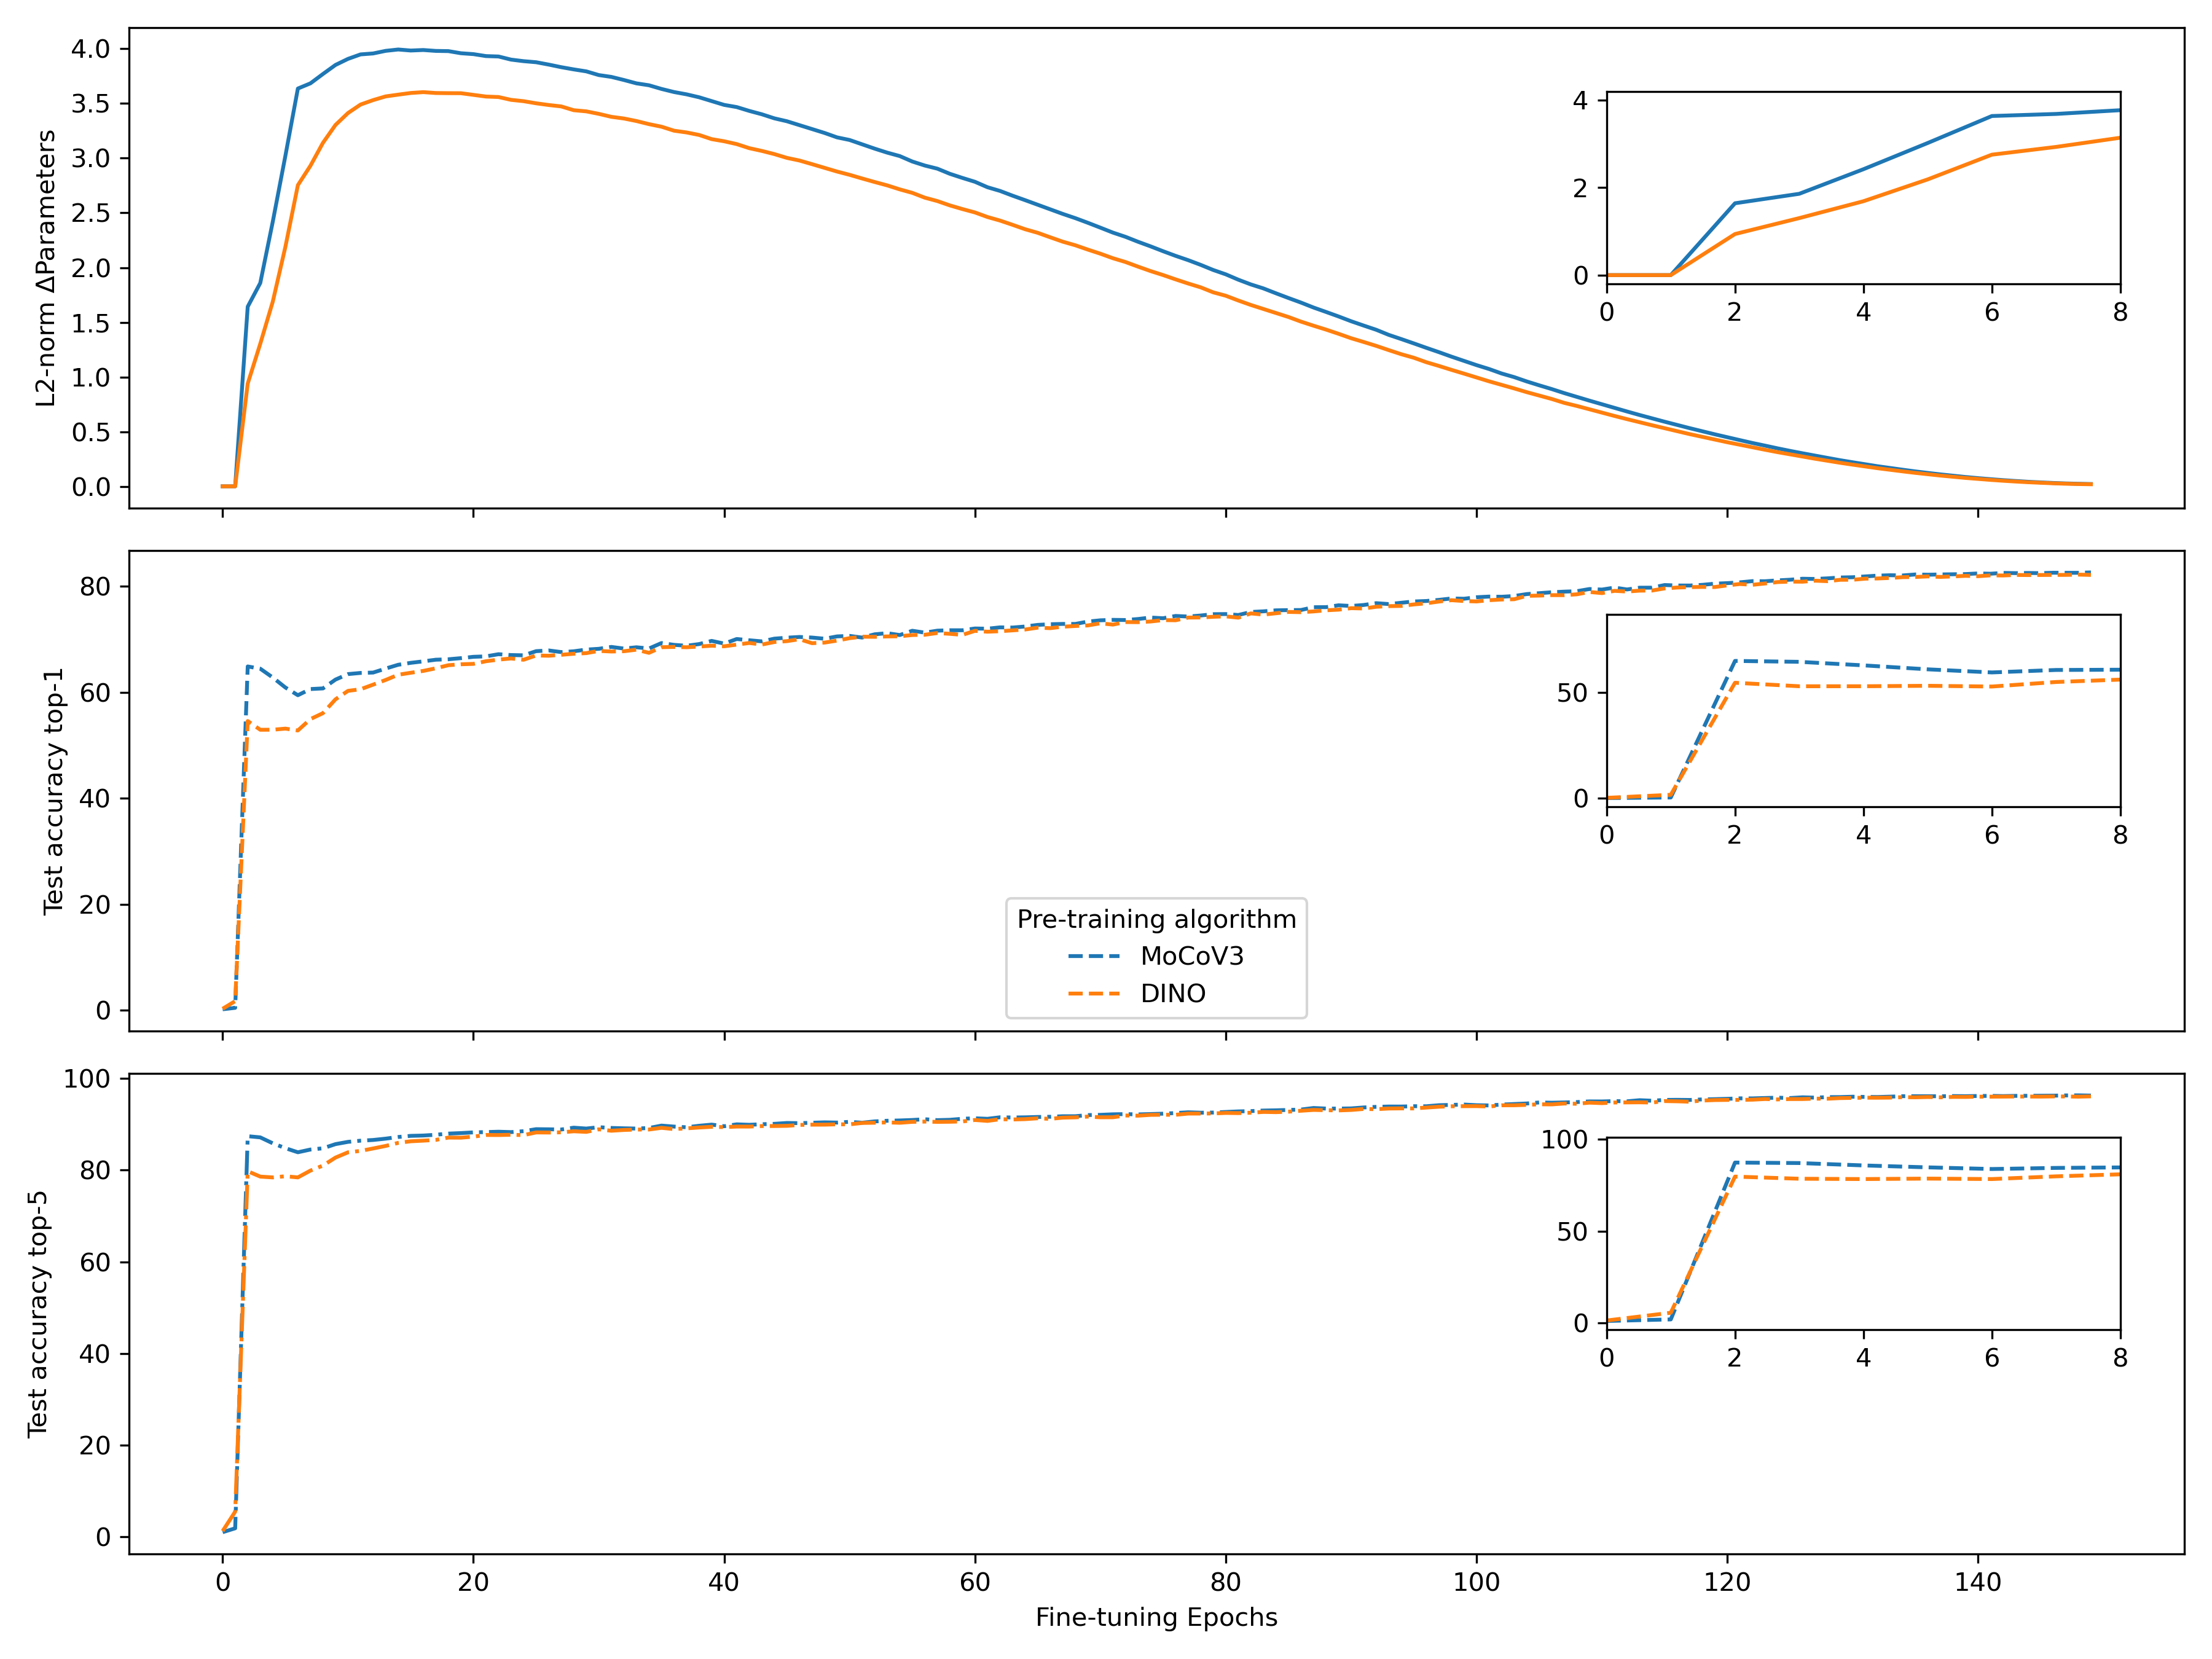 L2-norm ΔParameters
4.0
3.5
3.0
2.5
2.0
1.5
1.0
0.5
0.0
4
2
0
0 2 4 6 8
Test accuracy top-1
80
60
40
20
0
50
0
0 2 4 6 8
Pre-training algorithm
MoCoV3
DINO
Test accuracy top-5
100
80
60
40
20
0
100
50
0
0 2 4 6 8
0 20 40 60 80 100 120 140
Fine-tuning Epochs